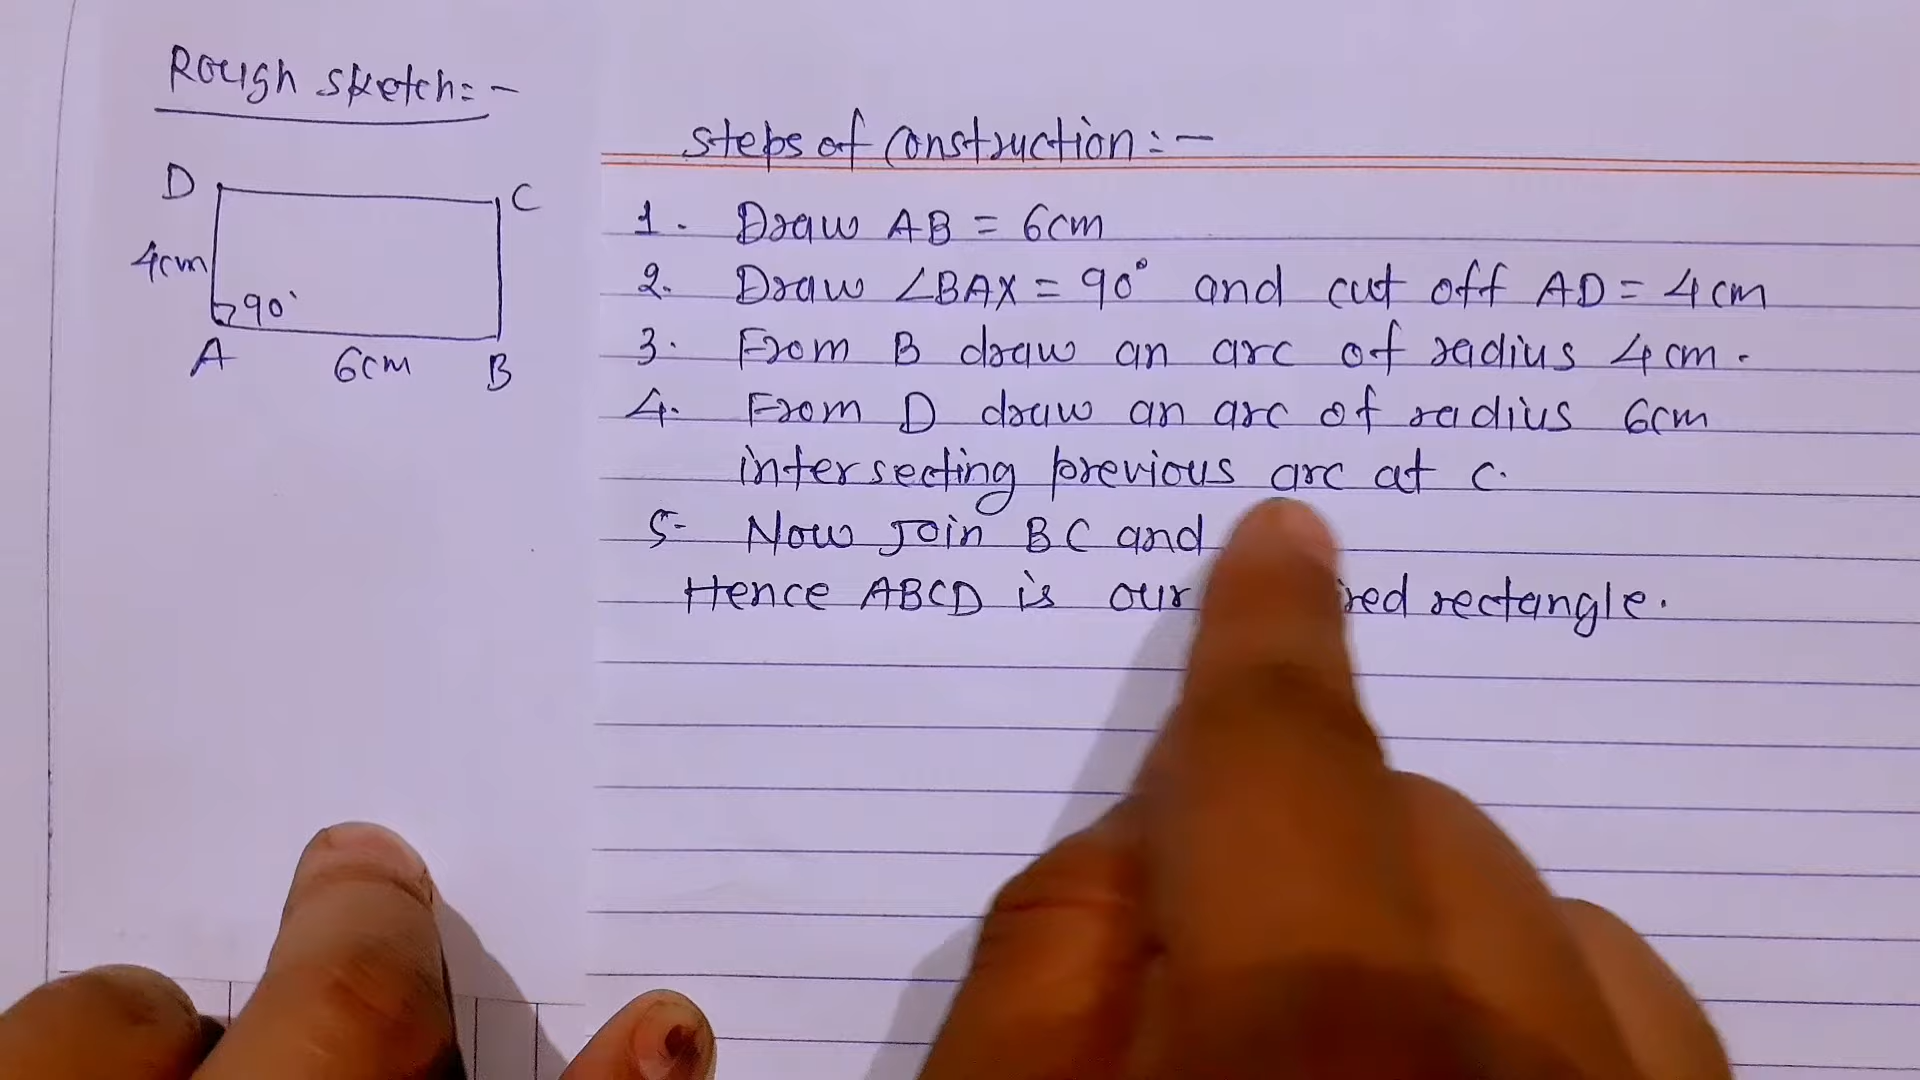 Rough sketch:-
D
C
4cm
90°
A
6cm
B
Steps of Construction:-
1. Draw AB = 6cm
2. Draw ∠BAX = 90° and cut off AD = 4cm
3. From B draw an arc of radius 4cm.
4. From D draw an arc of radius 6cm
intersecting previous arc at C.
5- Now Join BC and
Hence ABCD is our rectangle.